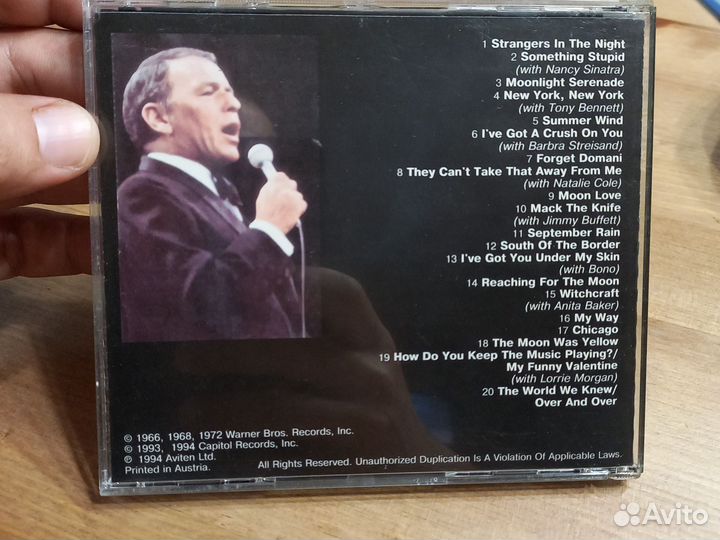 1 Strangers In The Night
2 Something Stupid
(with Nancy Sinatra)
3 Moonlight Serenade
4 New York, New York
(with Tony Bennett)
5 Summer Wind
6 I've Got A Crush On You
(with Barbra Streisand)
7 Forget Domani
8 They Can't Take That Away From Me
(with Natalie Cole)
9 Moon Love
10 Mack The Knife
(with Jimmy Buffett)
11 September Rain
12 South Of The Border
13 I've Got You Under My Skin
(with Bono)
14 Reaching For The Moon
15 Witchcraft
(with Anita Baker)
16 My Way
17 Chicago
18 The Moon Was Yellow
19 How Do You Keep The Music Playing?/
My Funny Valentine
(with Lorrie Morgan)
20 The World We Knew/
Over And Over
© 1966, 1968, 1972 Warner Bros. Records, Inc.
© 1993, 1994 Capitol Records, Inc.
℗ 1994 Aviten Ltd.
Printed in Austria.
All Rights Reserved. Unauthorized Duplication Is A Violation Of Applicable Laws.
Avito